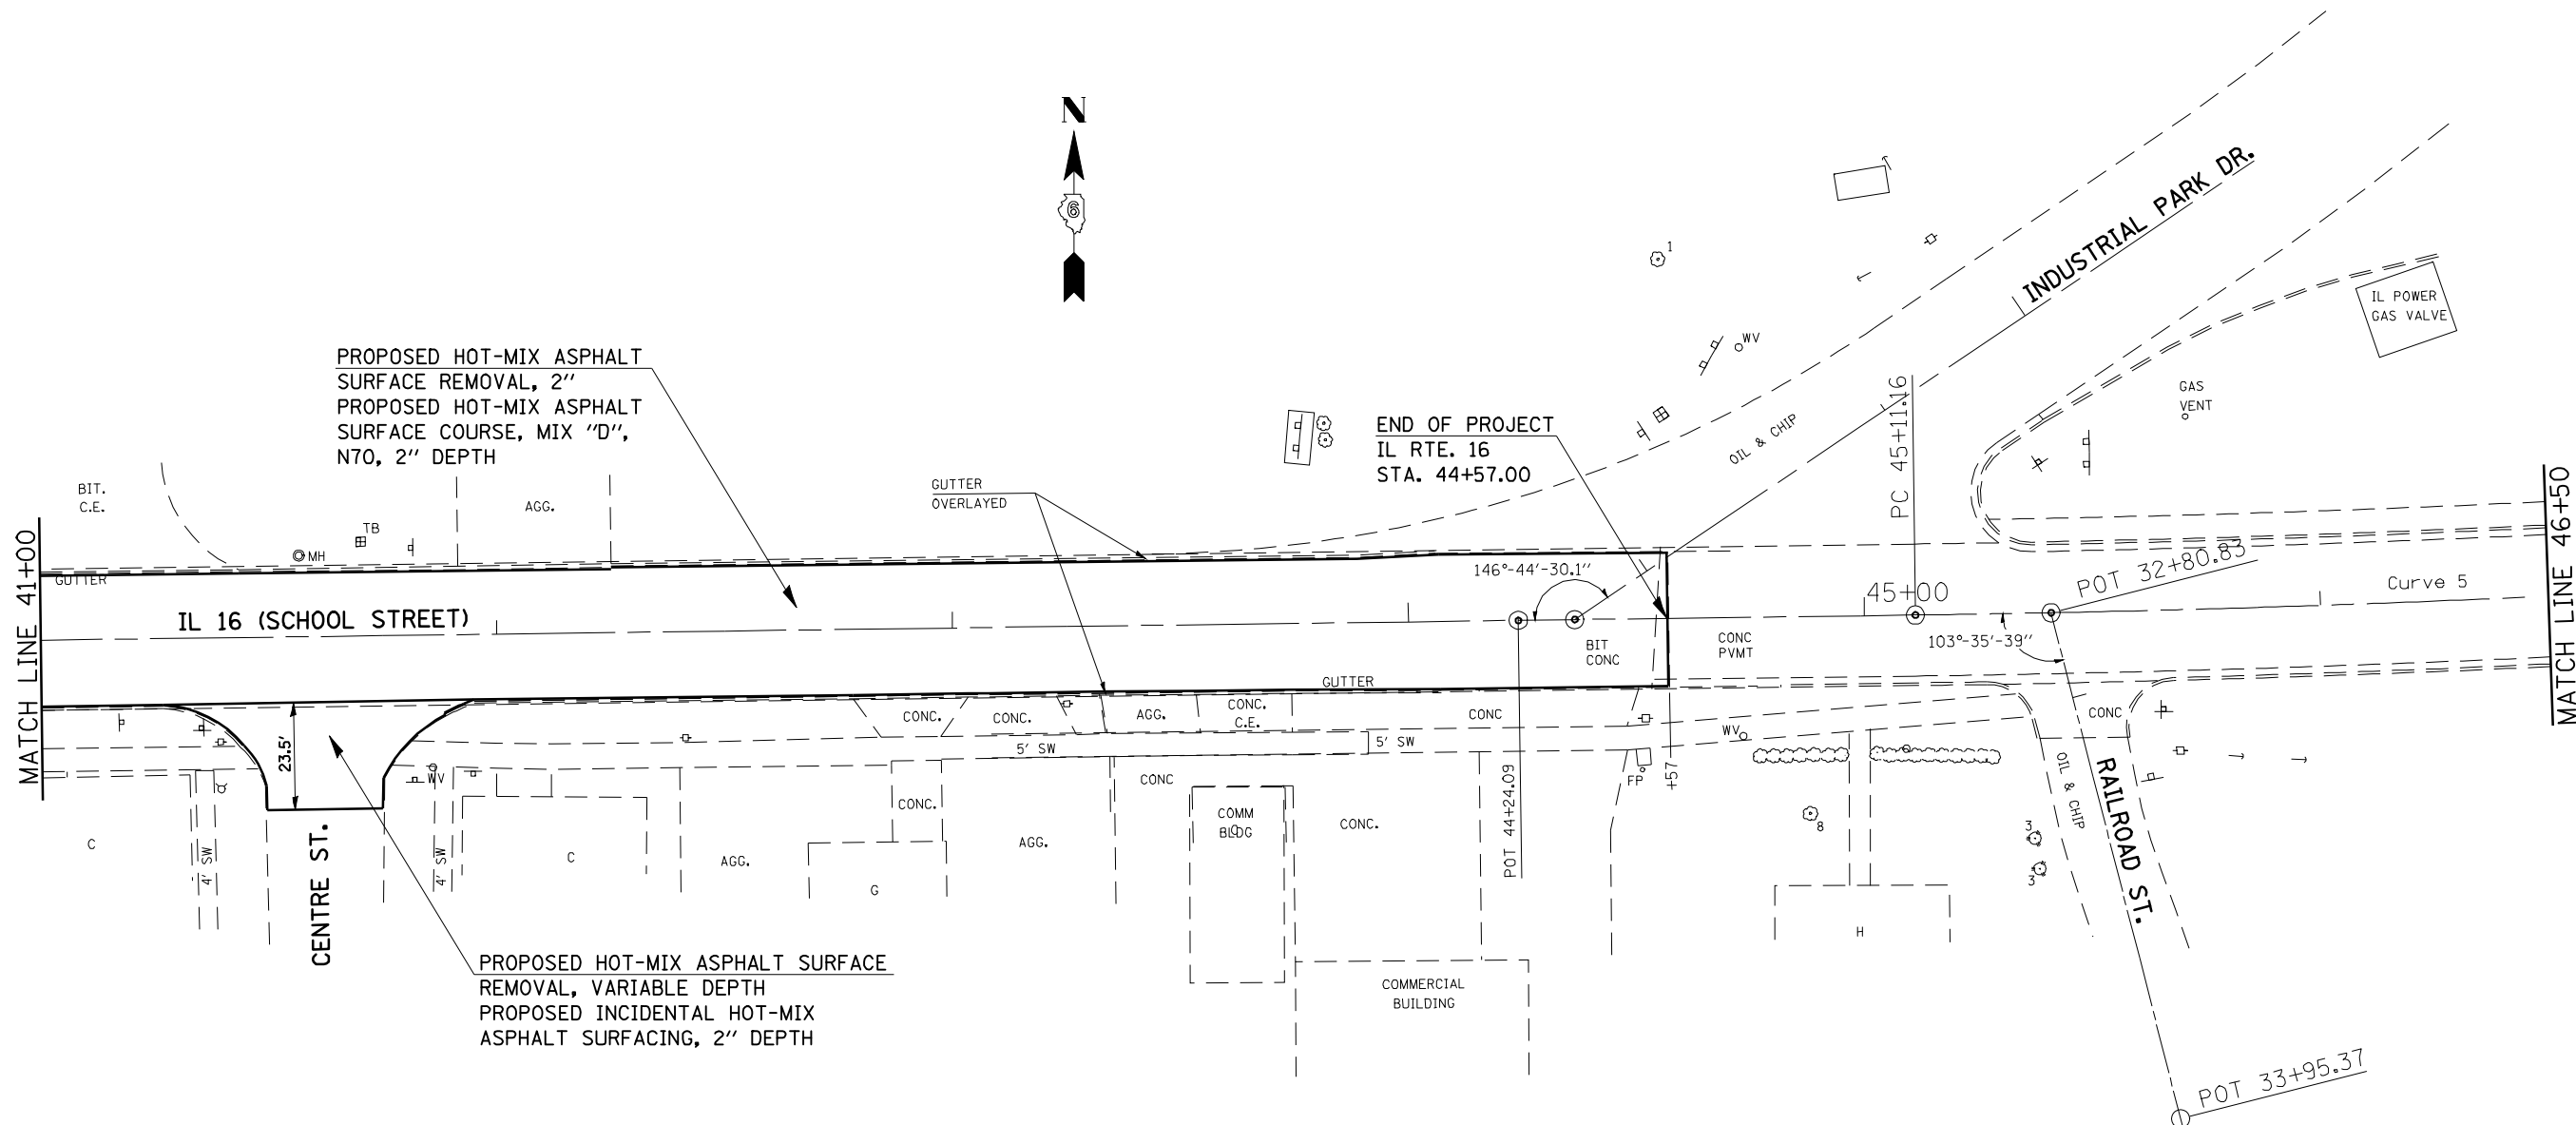 N
6
INDUSTRIAL PARK DR.
1
IL POWER
GAS VALVE
WV
PROPOSED HOT-MIX ASPHALT
SURFACE REMOVAL, 2"
PROPOSED HOT-MIX ASPHALT
SURFACE COURSE, MIX "D",
N70, 2" DEPTH
GAS
VENT
PC 45+11.16
OIL & CHIP
END OF PROJECT
IL RTE. 16
STA. 44+57.00
BIT.
C.E.
AGG.
GUTTER
OVERLAYED
TB
MH
MATCH LINE 41+00
GUTTER
146°-44'-30.1"
POT 32+80.83
45+00
Curve 5
MATCH LINE 46+50
IL 16 (SCHOOL STREET)
BIT
CONC
CONC
PVMT
103°-35'-39"
GUTTER
CONC.
CONC.
AGG.
CONC.
C.E.
CONC
CONC
23.5'
5' SW
5' SW
WV
WV
CONC
FP
+57
POT 44+24.09
OIL & CHIP
RAILROAD ST.
CONC.
COMM
BLDG
CONC.
8
3
3
C
4' SW
CENTRE ST.
4' SW
C
AGG.
G
AGG.
H
PROPOSED HOT-MIX ASPHALT SURFACE
REMOVAL, VARIABLE DEPTH
PROPOSED INCIDENTAL HOT-MIX
ASPHALT SURFACING, 2" DEPTH
COMMERCIAL
BUILDING
POT 33+95.37